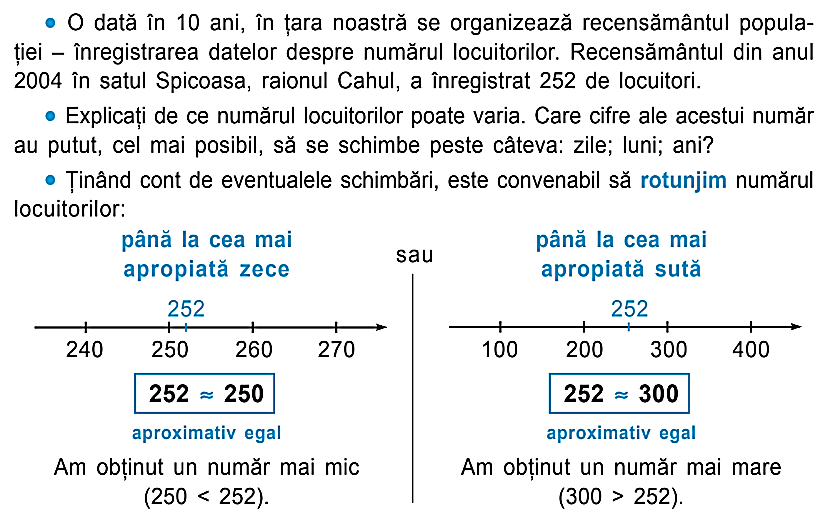 • O dată în 10 ani, în țara noastră se organizează recensământul popula-
ției – înregistrarea datelor despre numărul locuitorilor. Recensământul din anul
2004 în satul Spicoasa, raionul Cahul, a înregistrat 252 de locuitori.
• Explicați de ce numărul locuitorilor poate varia. Care cifre ale acestui număr
au putut, cel mai posibil, să se schimbe peste câteva: zile; luni; ani?
• Ținând cont de eventualele schimbări, este convenabil să rotunjim numărul
locuitorilor:
până la cea mai
apropiată zece
252
240 250 260 270
252 ≈ 250
aproximativ egal
Am obținut un număr mai mic
(250 < 252).
sau
până la cea mai
apropiată sută
252
100 200 300 400
252 ≈ 300
aproximativ egal
Am obținut un număr mai mare
(300 > 252).